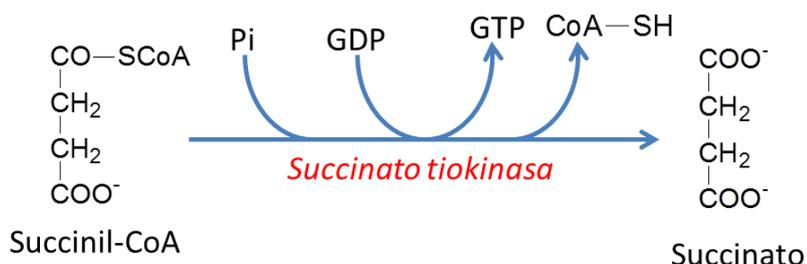 Pi GDP GTP CoA—SH
CO—SCoA
CH₂
CH₂
COO⁻
Succinil-CoA
Succinato tiokinasa
COO⁻
CH₂
CH₂
COO⁻
Succinato